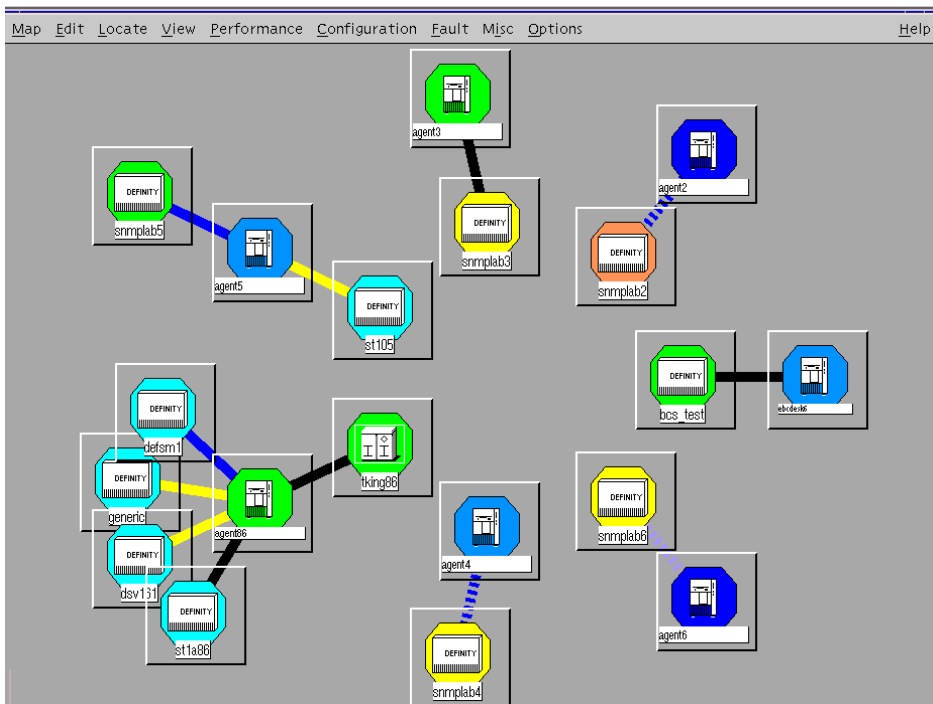 Map Edit Locate View Performance Configuration Fault Misc Options Help
agent3
agent2
DEFINITY
snmplab5
DEFINITY
snmplab3
DEFINITY
snmplab2
agent5
DEFINITY
st105
DEFINITY
bcs_test
ebcdesk6
DEFINITY
defsm1
tking86
DEFINITY
generic
agent86
DEFINITY
snmplab6
DEFINITY
dsv161
agent4
DEFINITY
st1a86
agent6
DEFINITY
snmplab4